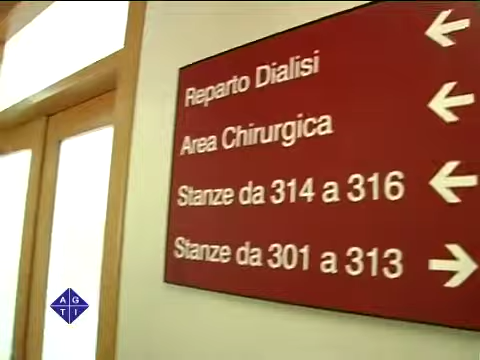 Reparto Dialisi ←
Area Chirurgica ←
Stanze da 314 a 316 ←
Stanze da 301 a 313 →
A G
T I